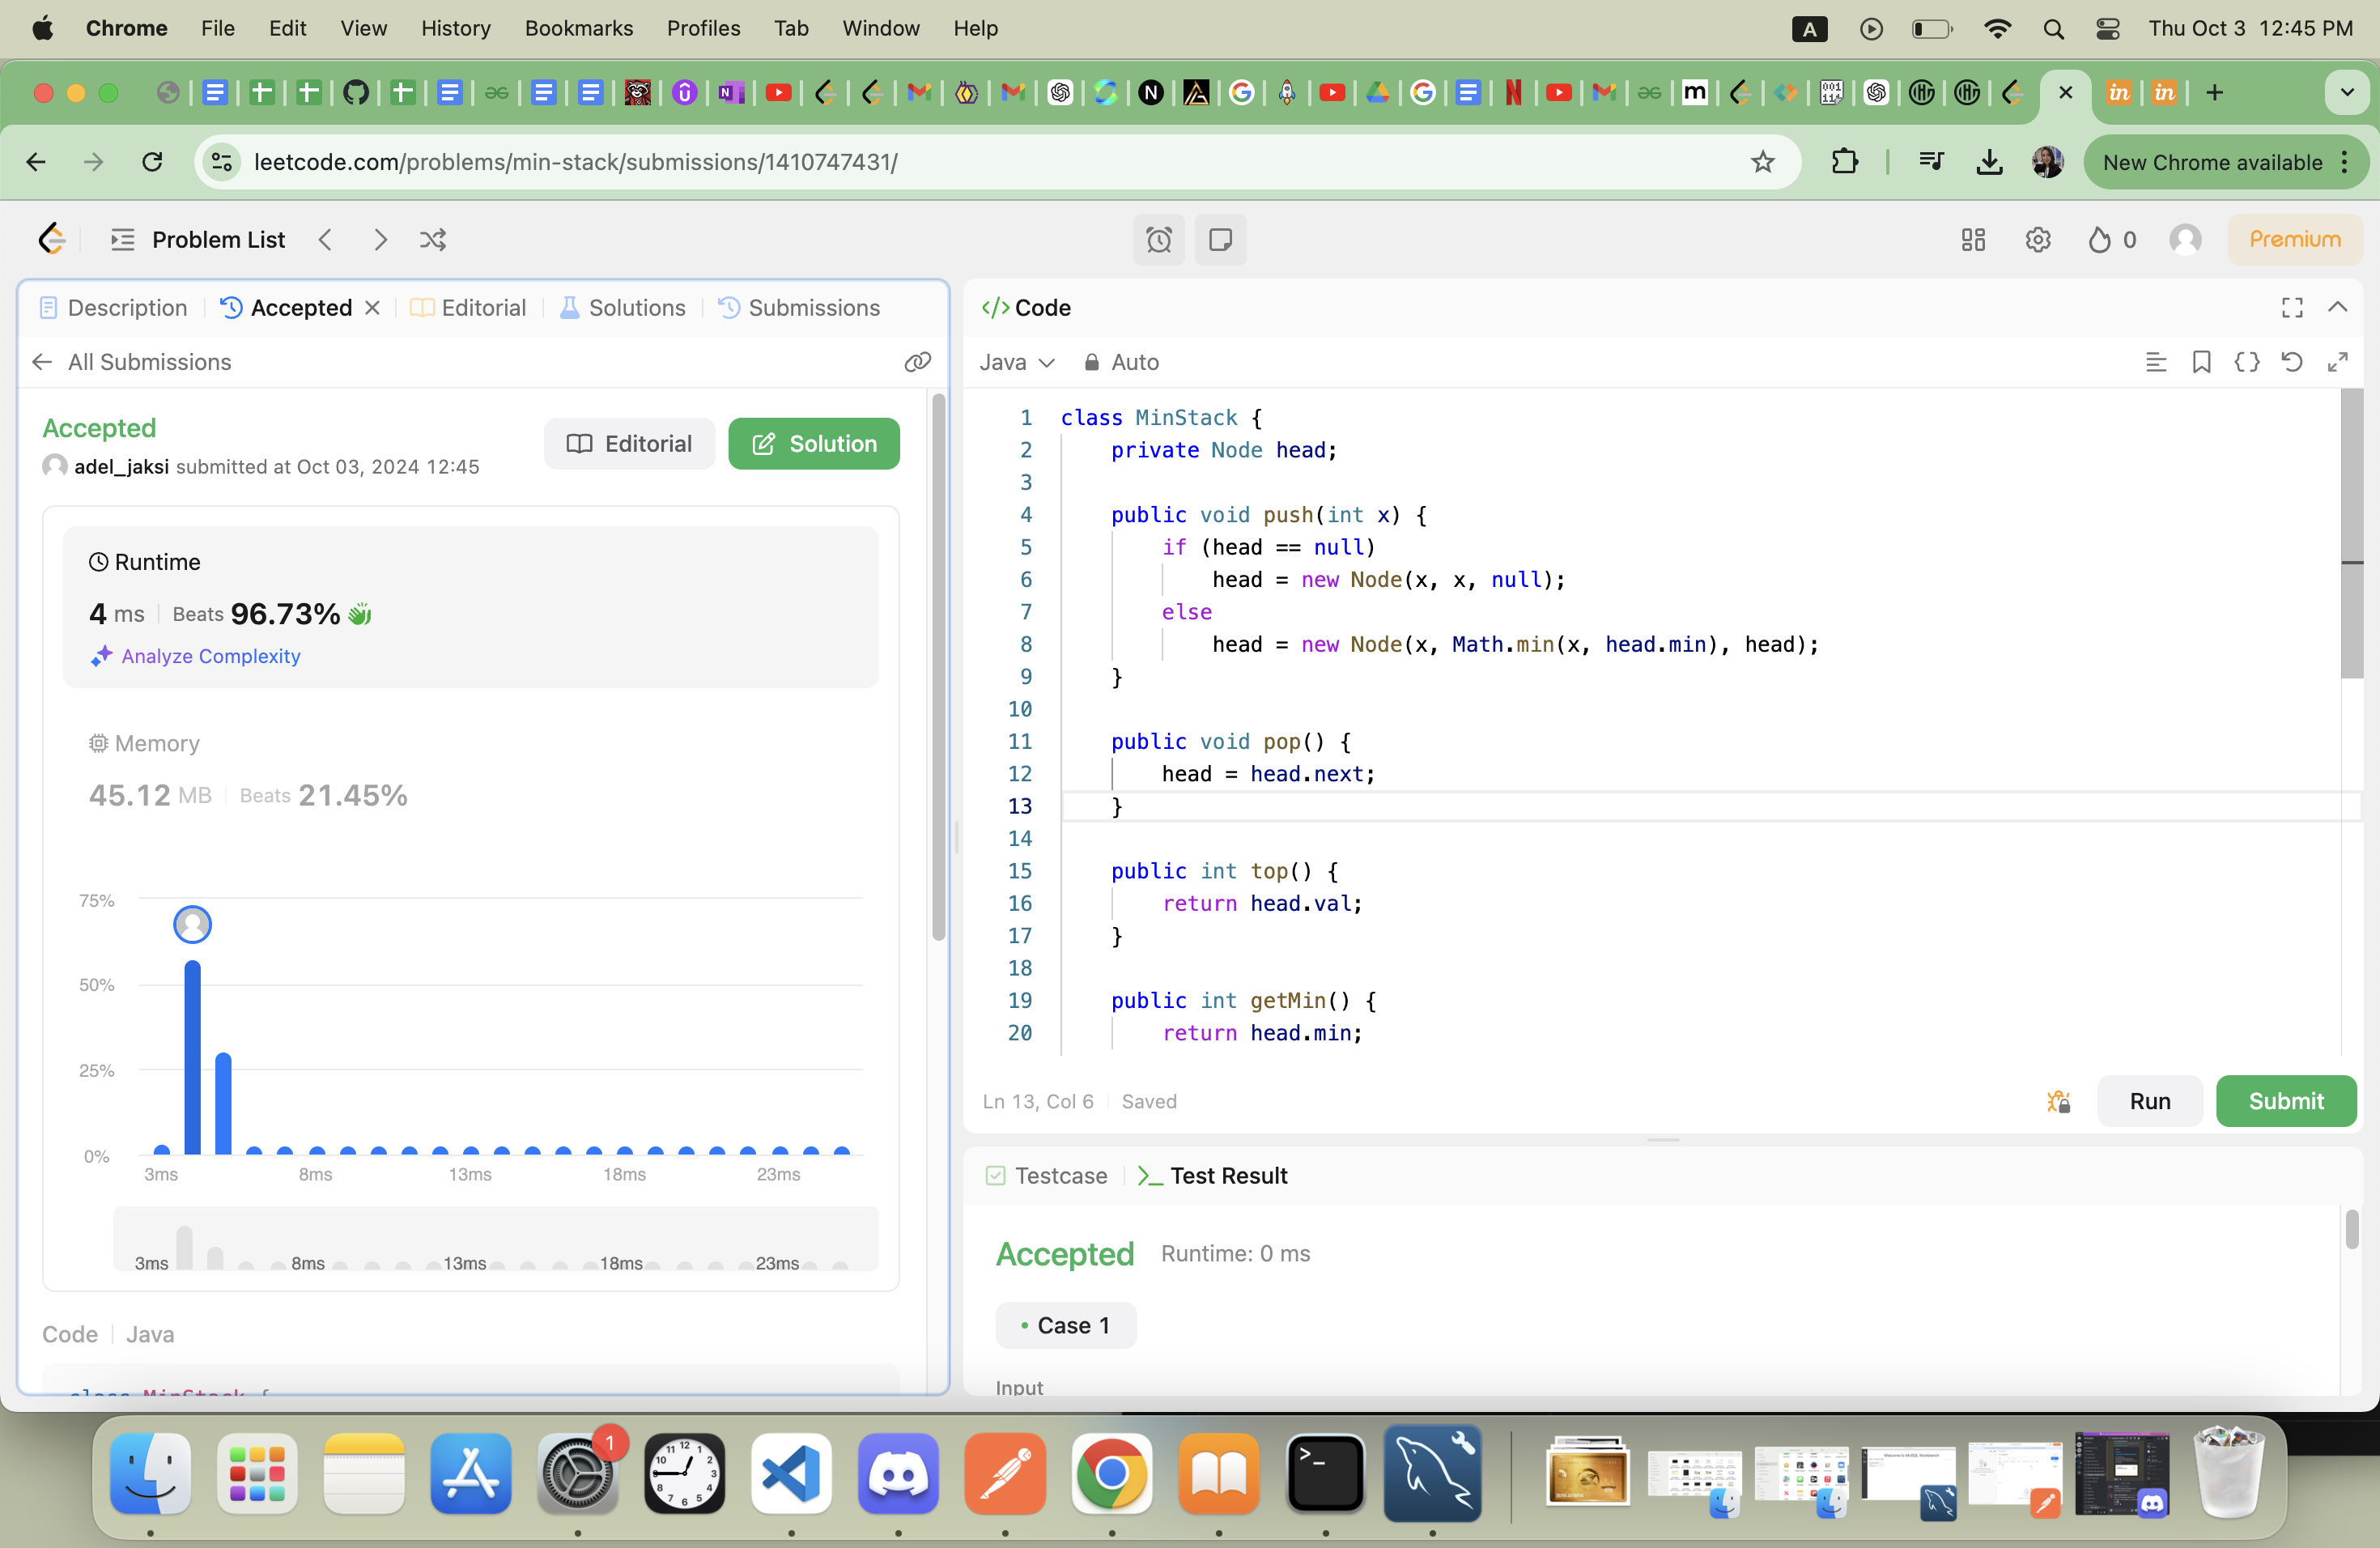 Chrome File Edit View History Bookmarks Profiles Tab Window Help A Thu Oct 3 12:45 PM
leetcode.com/problems/min-stack/submissions/1410747431/ New Chrome available
Problem List 0 Premium
Description Accepted Editorial Solutions Submissions
All Submissions
Accepted
adel_jaksi submitted at Oct 03, 2024 12:45
Editorial Solution
Runtime
4 ms Beats 96.73%
Analyze Complexity
Memory
45.12 MB Beats 21.45%
75%
50%
25%
0%
3ms 8ms 13ms 18ms 23ms
3ms 8ms 13ms 18ms 23ms
Code Java
class MinStack {
</> Code
Java Auto
1 class MinStack {
2 private Node head;
3
4 public void push(int x) {
5 if (head == null)
6 head = new Node(x, x, null);
7 else
8 head = new Node(x, Math.min(x, head.min), head);
9 }
10
11 public void pop() {
12 head = head.next;
13 }
14
15 public int top() {
16 return head.val;
17 }
18
19 public int getMin() {
20 return head.min;
Ln 13, Col 6 Saved Run Submit
Testcase >_ Test Result
Accepted Runtime: 0 ms
• Case 1
Input
1